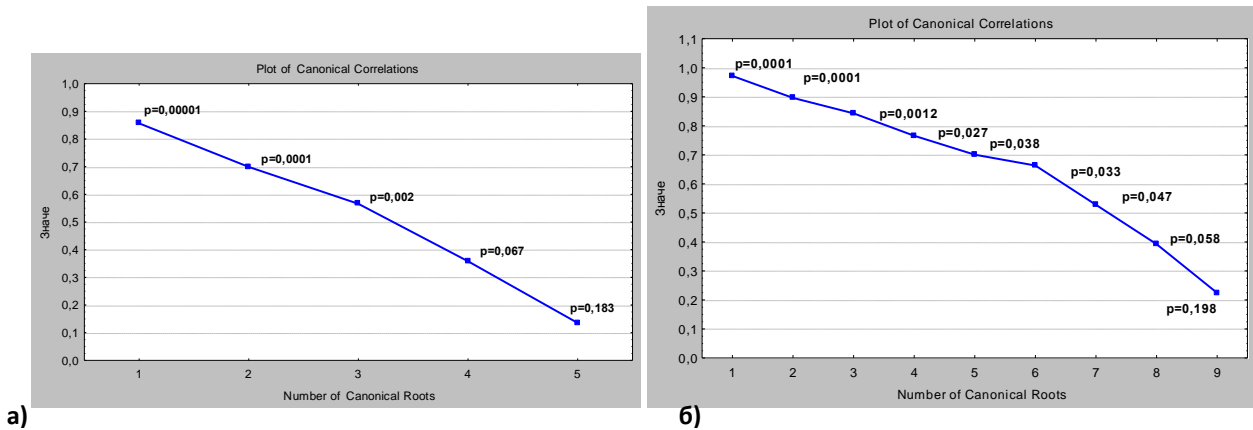 Plot of Canonical Correlations
1,0
0,9
0,8
0,7
0,6
0,5
0,4
0,3
0,2
0,1
0,0
Значе
p=0,00001
p=0,0001
p=0,002
p=0,067
p=0,183
1 2 3 4 5
Number of Canonical Roots
а)
Plot of Canonical Correlations
1,1
1,0
0,9
0,8
0,7
0,6
0,5
0,4
0,3
0,2
0,1
0,0
Значе
p=0,0001
p=0,0001
p=0,0012
p=0,027
p=0,038
p=0,033
p=0,047
p=0,058
p=0,198
1 2 3 4 5 6 7 8 9
Number of Canonical Roots
б)